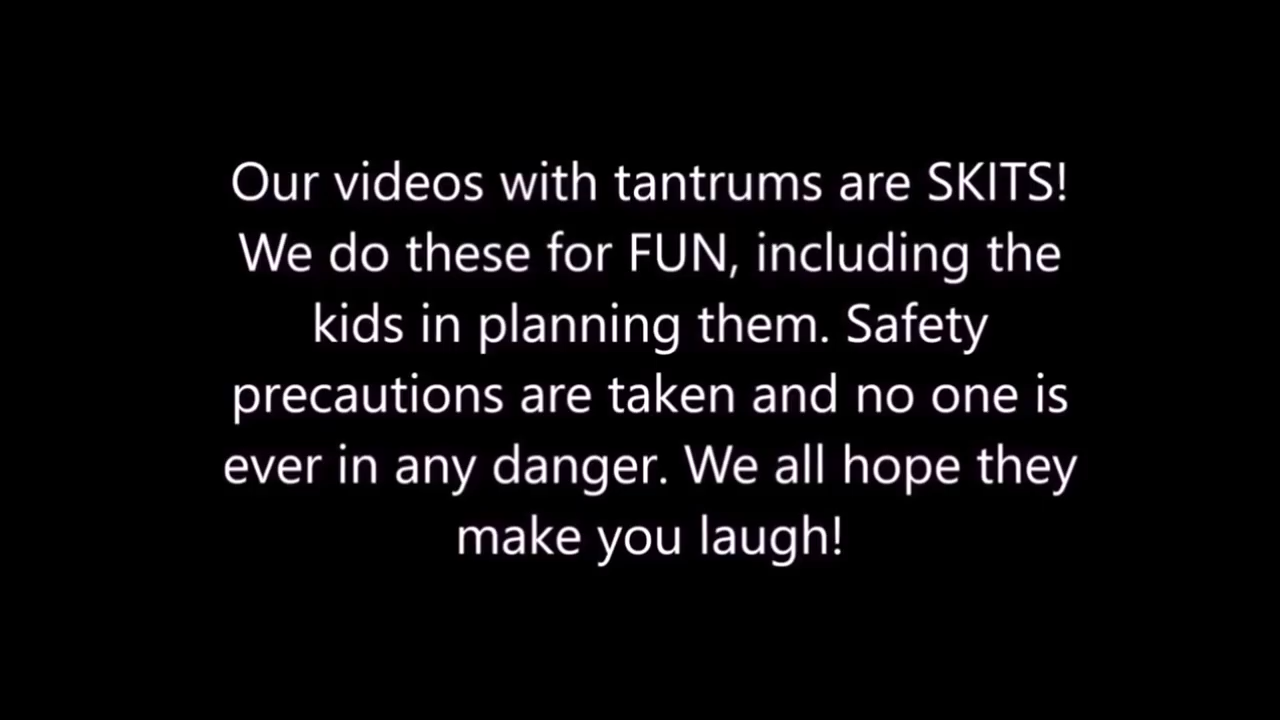 Our videos with tantrums are SKITS!
We do these for FUN, including the
kids in planning them. Safety
precautions are taken and no one is
ever in any danger. We all hope they
make you laugh!